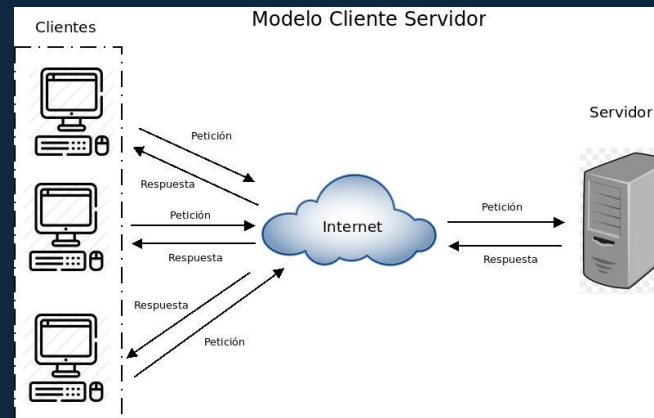 Modelo Cliente Servidor
Clientes
Servidor
Petición
Respuesta
Petición
Respuesta
Respuesta
Petición
Internet
Petición
Respuesta